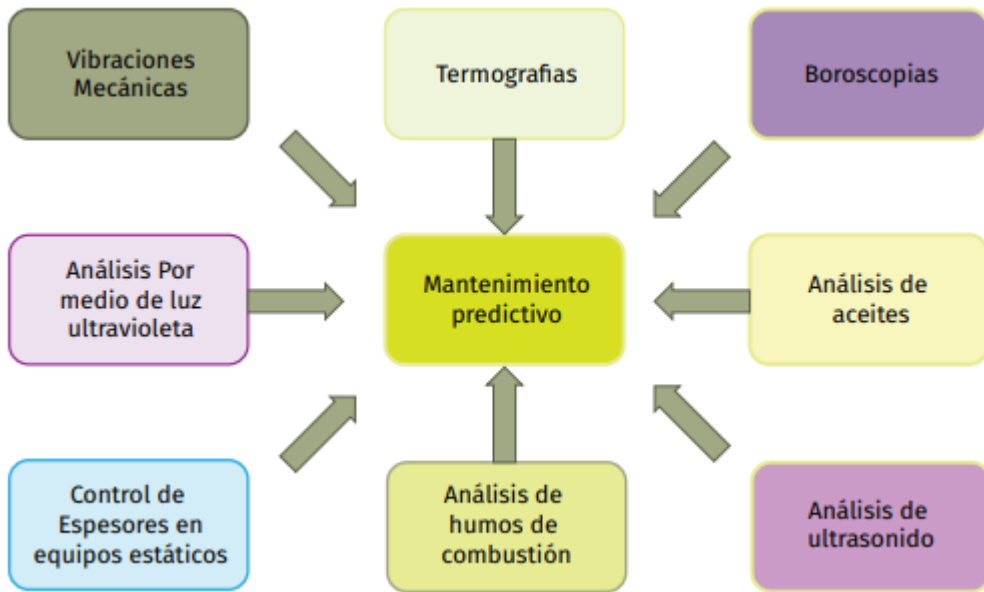 Vibraciones
Mecánicas
Termografias
Boroscopias
Análisis Por
medio de luz
ultravioleta
Mantenimiento
predictivo
Análisis de
aceites
Control de
Espesores en
equipos estáticos
Análisis de
humos de
combustión
Análisis de
ultrasonido